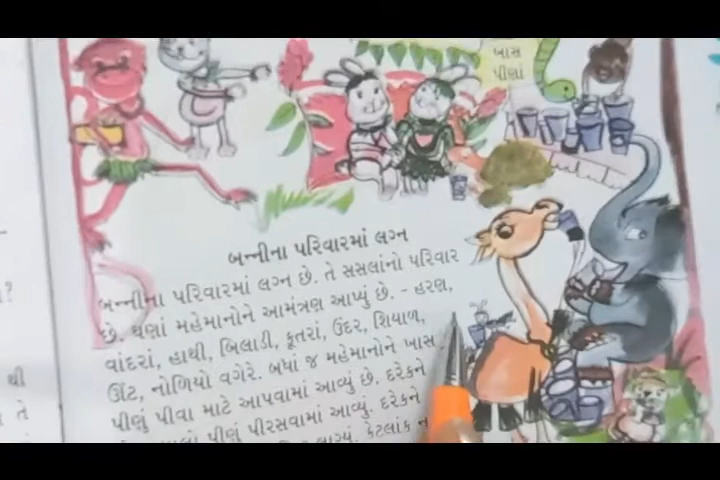 ખાસ
પીણાં
બન્નીના પરિવારમાં લગ્ન
બન્નીના પરિવારમાં લગ્ન છે. તે સસલાંનો પરિવાર
છે. ઘણાં મહેમાનોને આમંત્રણ આપ્યું છે. - હરણ,
વાંદરાં, હાથી, બિલાડી, કૂતરાં, ઉંદર, શિયાળ,
ઊંટ, નોળિયો વગેરે. બધાં જ મહેમાનોને ખાસ
પીણું પીવા માટે આપવામાં આવ્યું છે. દરેકને
પીણું પીરસવામાં આવ્યું. દરેકને
કેટલાંક
થી
તે